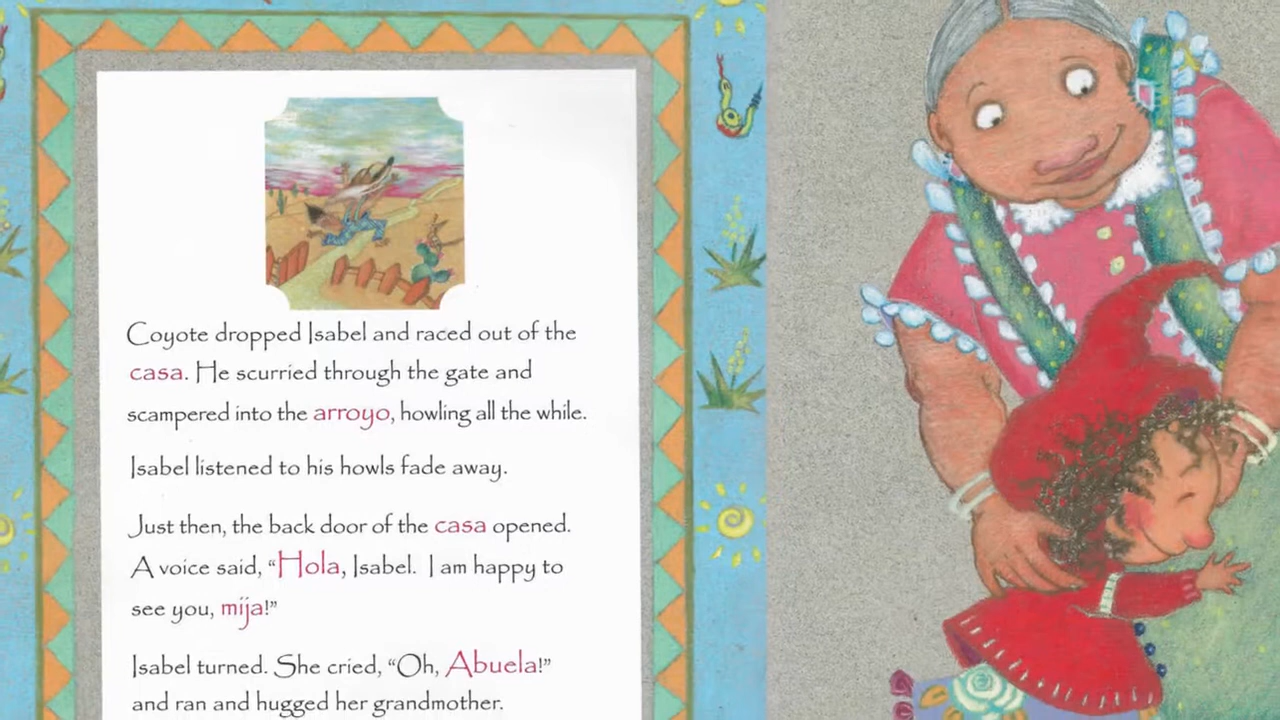 Coyote dropped Isabel and raced out of the
casa. He scurried through the gate and
scampered into the arroyo, howling all the while.
Isabel listened to his howls fade away.
Just then, the back door of the casa opened.
A voice said, “Hola, Isabel. I am happy to
see you, mija!”
Isabel turned. She cried, “Oh, Abuela!”
and ran and hugged her grandmother.